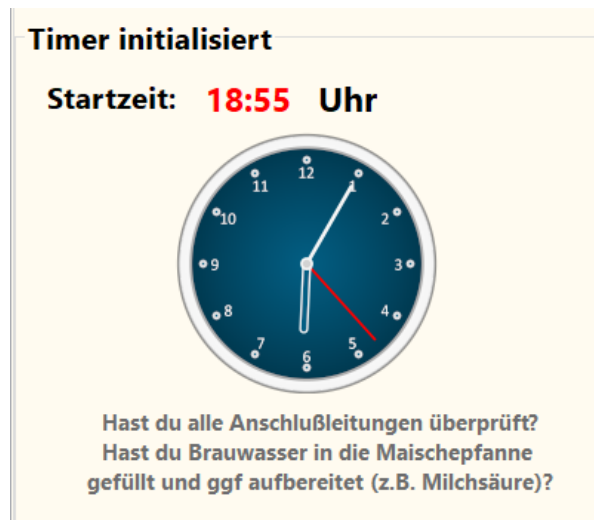 Timer initialisiert
Startzeit: 18:55 Uhr
12
11
1
10
2
9
3
8
4
7
5
6
Hast du alle Anschlußleitungen überprüft?
Hast du Brauwasser in die Maischepfanne
gefüllt und ggf aufbereitet (z.B. Milchsäure)?